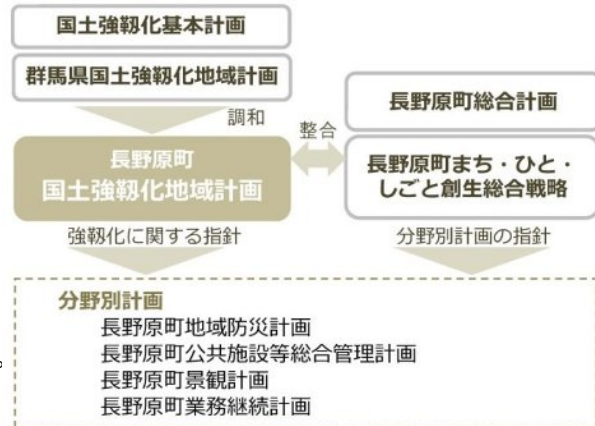 国土強靱化基本計画
群馬県国土強靱化地域計画
調和
長野原町
国土強靱化地域計画
整合
長野原町総合計画
長野原町まち・ひと・
しごと創生総合戦略
強靱化に関する指針
分野別計画の指針
分野別計画
長野原町地域防災計画
長野原町公共施設等総合管理計画
長野原町景観計画
長野原町業務継続計画